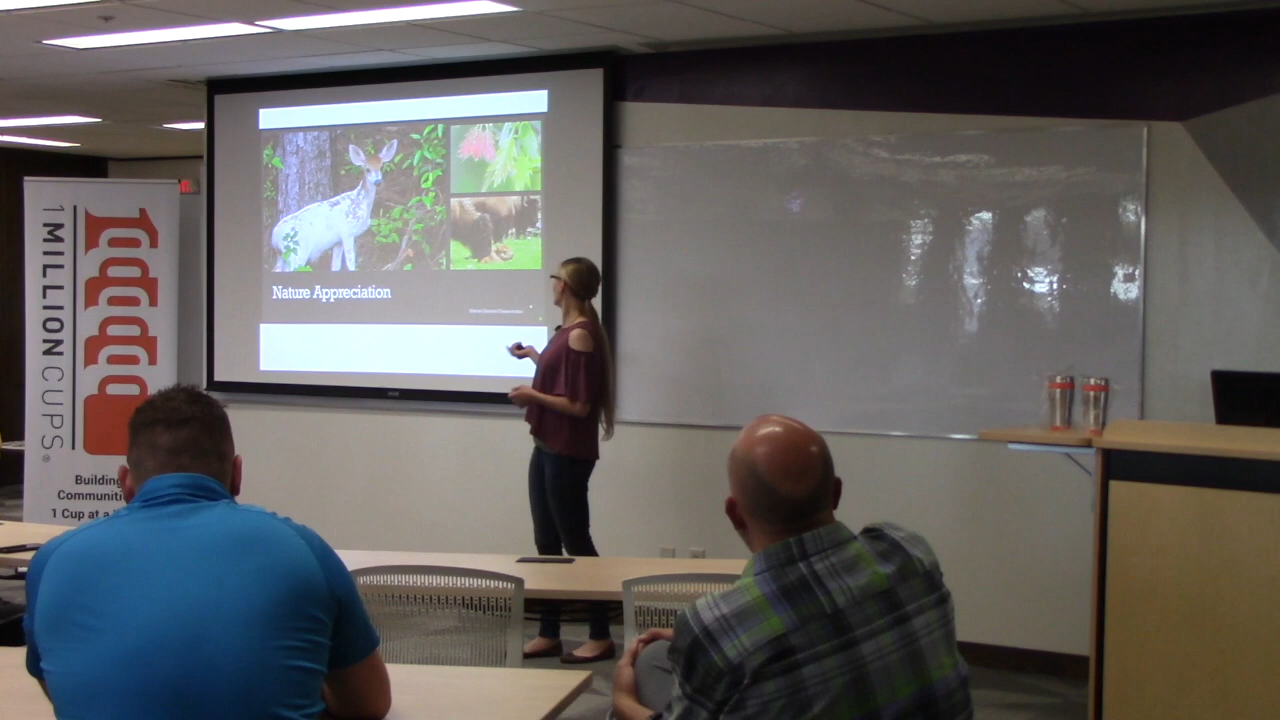 1 MILLION CUPS®
Building
Communiti
1 Cup at a
Nature Appreciation